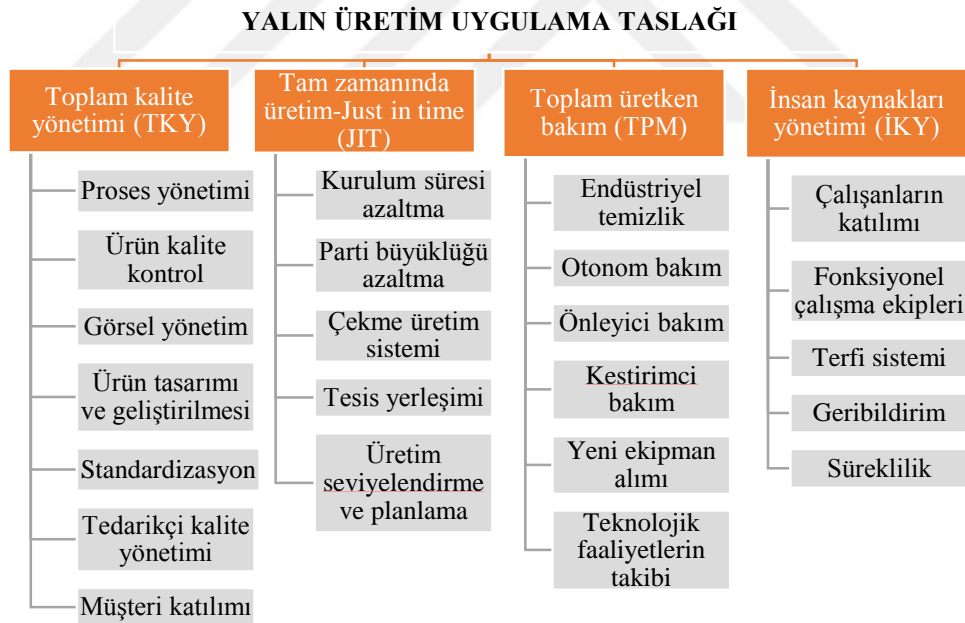 YALIN ÜRETİM UYGULAMA TASLAĞI
Toplam kalite
yönetimi (TKY)
Proses yönetimi
Ürün kalite
kontrol
Görsel yönetim
Ürün tasarımı
ve geliştirilmesi
Standardizasyon
Tedarikçi kalite
yönetimi
Müşteri katılımı
Tam zamanında
üretim-Just in time
(JIT)
Kurulum süresi
azaltma
Parti büyüklüğü
azaltma
Çekme üretim
sistemi
Tesis yerleşimi
Üretim
seviyelendirme
ve planlama
Toplam üretken
bakım (TPM)
Endüstriyel
temizlik
Otonom bakım
Önleyici bakım
Kestirimci
bakım
Yeni ekipman
alımı
Teknolojik
faaliyetlerin
takibi
İnsan kaynakları
yönetimi (İKY)
Çalışanların
katılımı
Fonksiyonel
çalışma ekipleri
Terfi sistemi
Geribildirim
Süreklilik